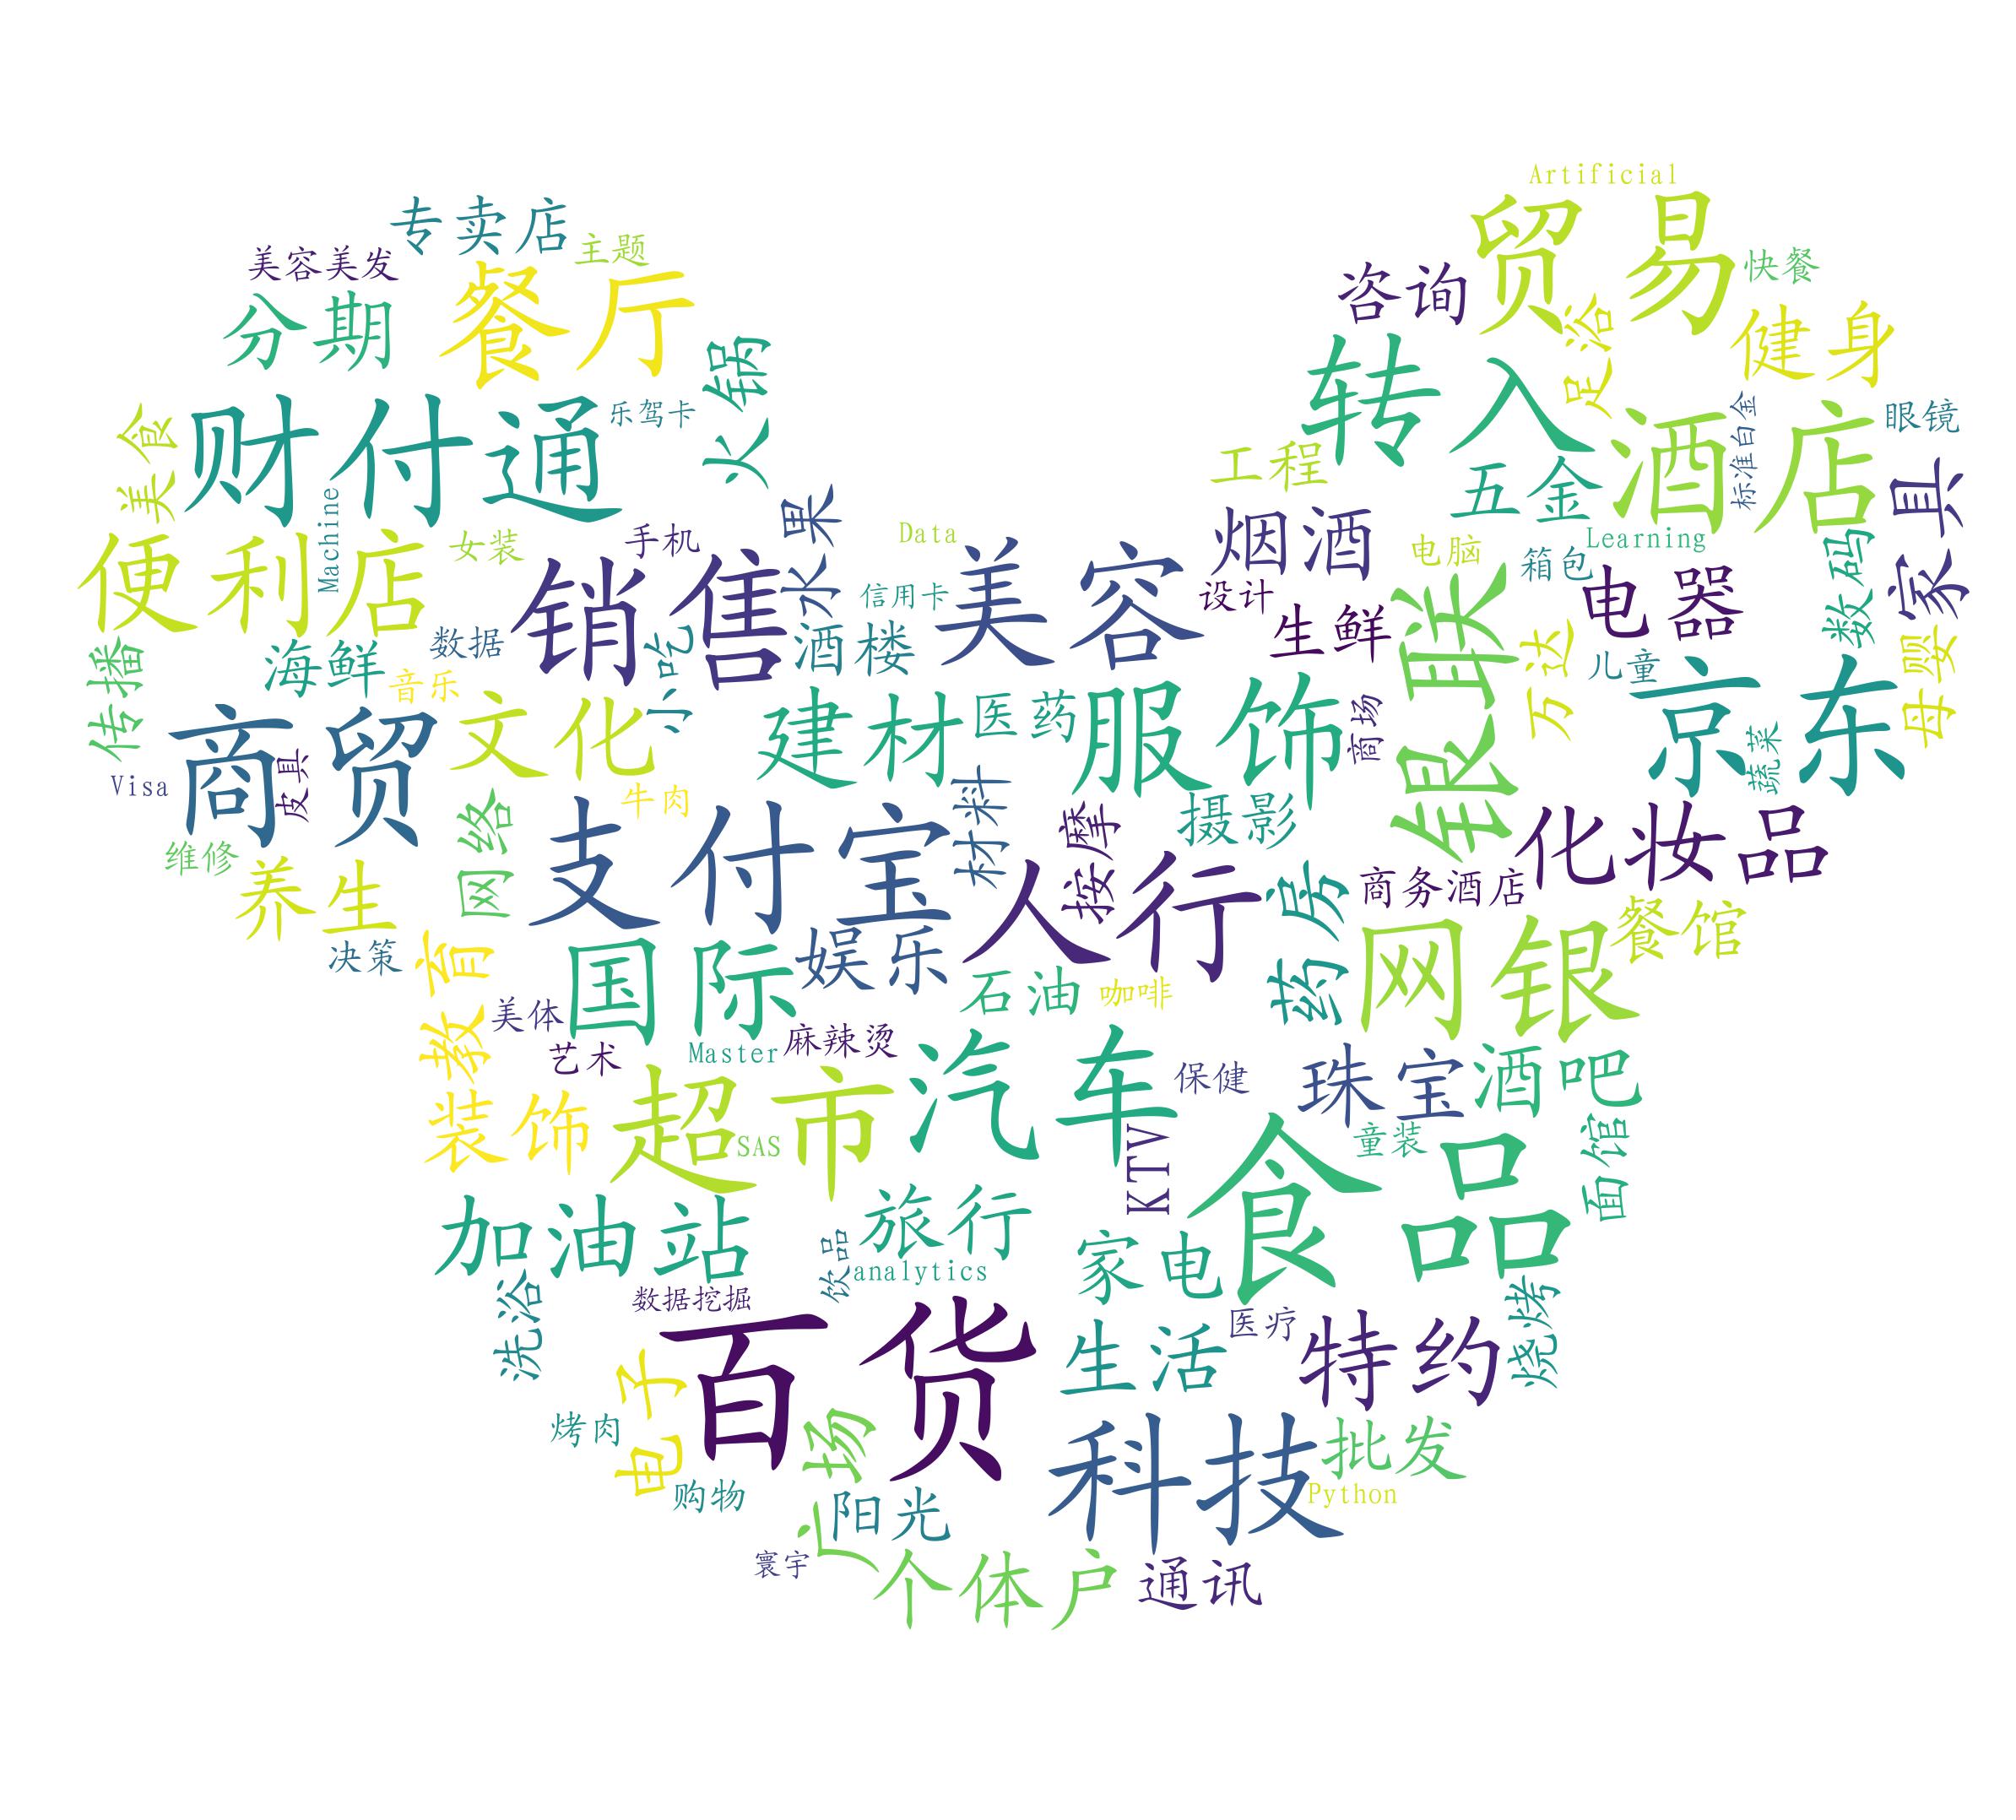 Artificial
专卖店
主题
美容美发
贸易
快餐
咨询
餐厅
分期
足浴
健身
火锅
转入
财付通
乐驾卡
美食
酒店
标准白金
眼镜
工程
五金
家具
Machine
水果
烟酒
Learning
Data
便利店
女装
手机
销售
美容
电脑
箱包
数码
信用卡
设计
电器
生鲜
银联
万达
儿童
母婴
传播
海鲜
数据
小吃
酒楼
音乐
京东
文化
建材
医药
服饰
商场
蔬菜
商贸
皮具
Visa
牛肉
材料
按摩
摄影
化妆品
网络
支付宝
维修
养生
人行
药房
商务酒店
餐馆
决策
教育
国际
娱乐
网银
石油
咖啡
美体
艺术
Master
麻辣烫
汽车
保健
珠宝
酒吧
装饰
超市
SAS
KTV
食品
童装
面馆
加油站
旅行
饮品
analytics
家电
洗浴
数据挖掘
百货
生活
医疗
特约
烧烤
电子
烤肉
广场
科技
批发
购物
阳光
Python
寰宇
个体户
通讯